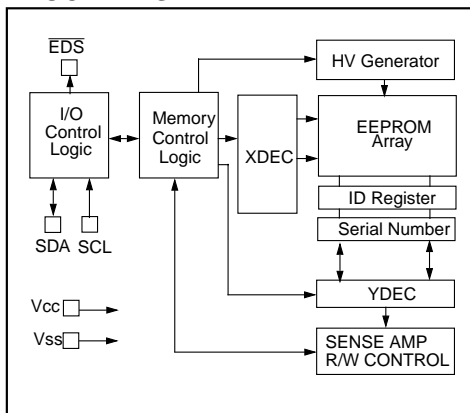 EDS
I/O
Control
Logic
SDA SCL
Vcc
Vss
Memory
Control
Logic
XDEC
HV Generator
EEPROM
Array
ID Register
Serial Number
YDEC
SENSE AMP
R/W CONTROL